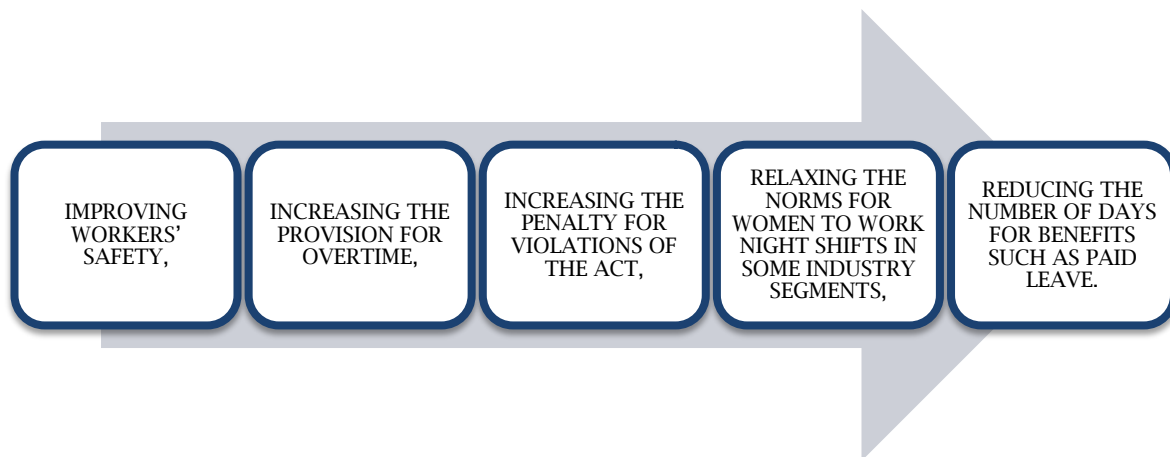 IMPROVING
WORKERS’
SAFETY,
INCREASING THE
PROVISION FOR
OVERTIME,
INCREASING THE
PENALTY FOR
VIOLATIONS OF
THE ACT,
RELAXING THE
NORMS FOR
WOMEN TO WORK
NIGHT SHIFTS IN
SOME INDUSTRY
SEGMENTS,
REDUCING THE
NUMBER OF DAYS
FOR BENEFITS
SUCH AS PAID
LEAVE.